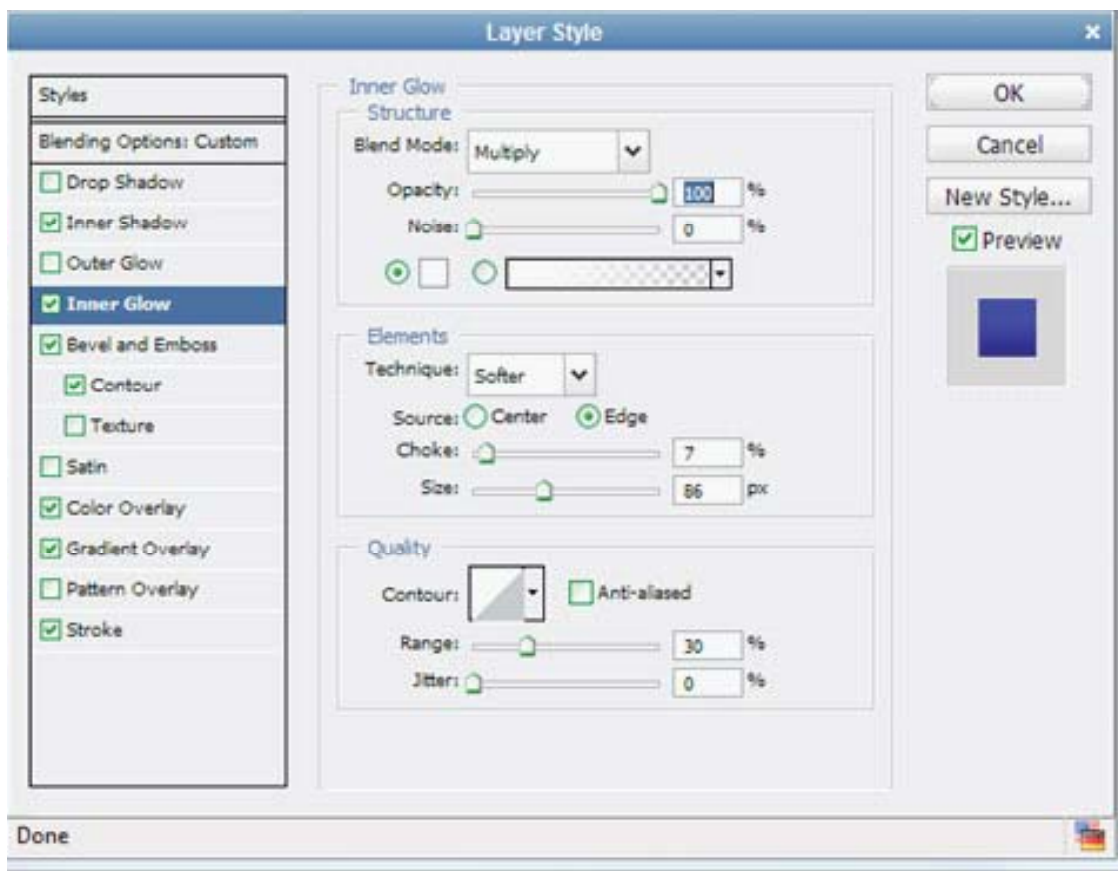 Layer Style
Styles
Blending Options: Custom
Drop Shadow
Inner Shadow
Outer Glow
Inner Glow
Bevel and Emboss
Contour
Texture
Satin
Color Overlay
Gradient Overlay
Pattern Overlay
Stroke
Inner Glow
Structure
Blend Mode: Multiply
Opacity: 100 %
Noise: 0 %
Elements
Technique: Softer
Source: Center Edge
Choke: 7 %
Size: 86 px
Quality
Contour: Anti-aliased
Range: 30 %
Jitter: 0 %
OK
Cancel
New Style...
Preview
Done